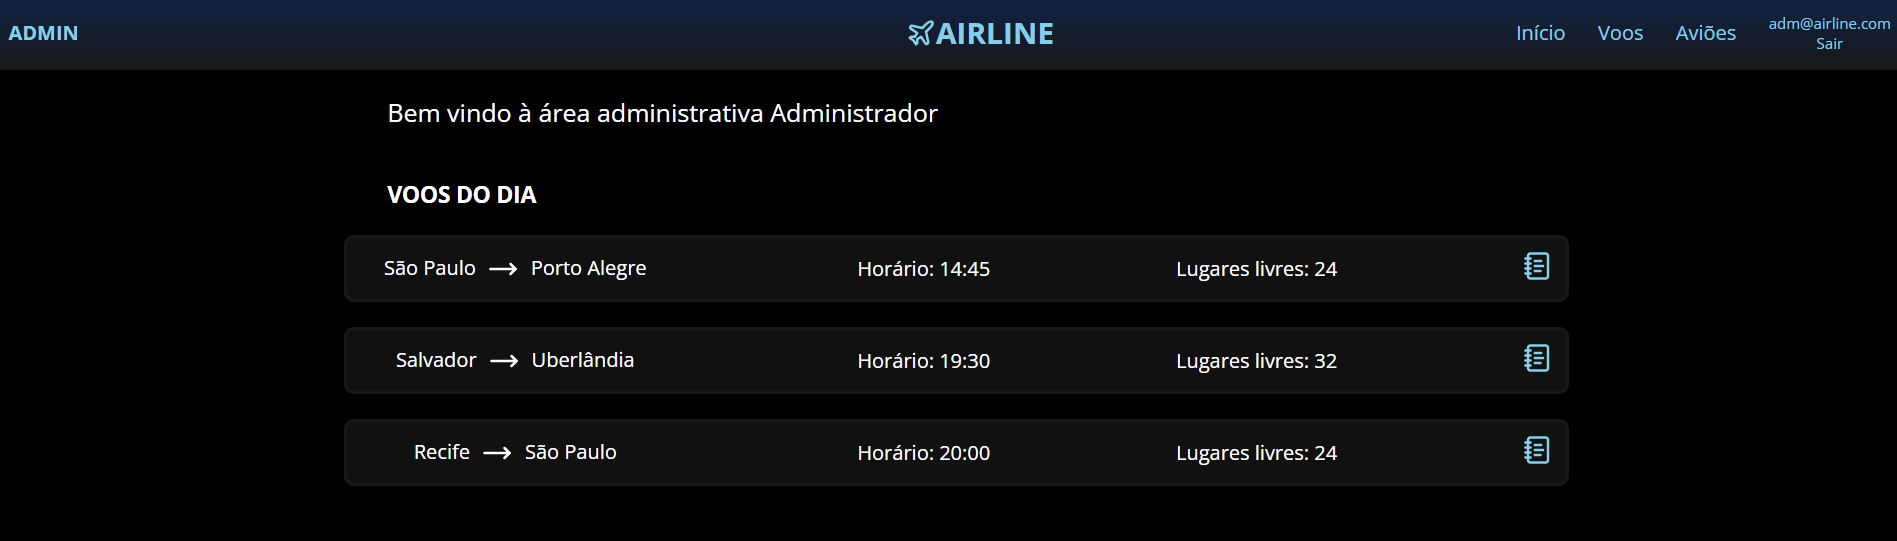 ADMIN
AIRLINE
Início Voos Aviões
adm@airline.com
Sair
Bem vindo à área administrativa Administrador
VOOS DO DIA
São Paulo → Porto Alegre Horário: 14:45 Lugares livres: 24
Salvador → Uberlândia Horário: 19:30 Lugares livres: 32
Recife → São Paulo Horário: 20:00 Lugares livres: 24